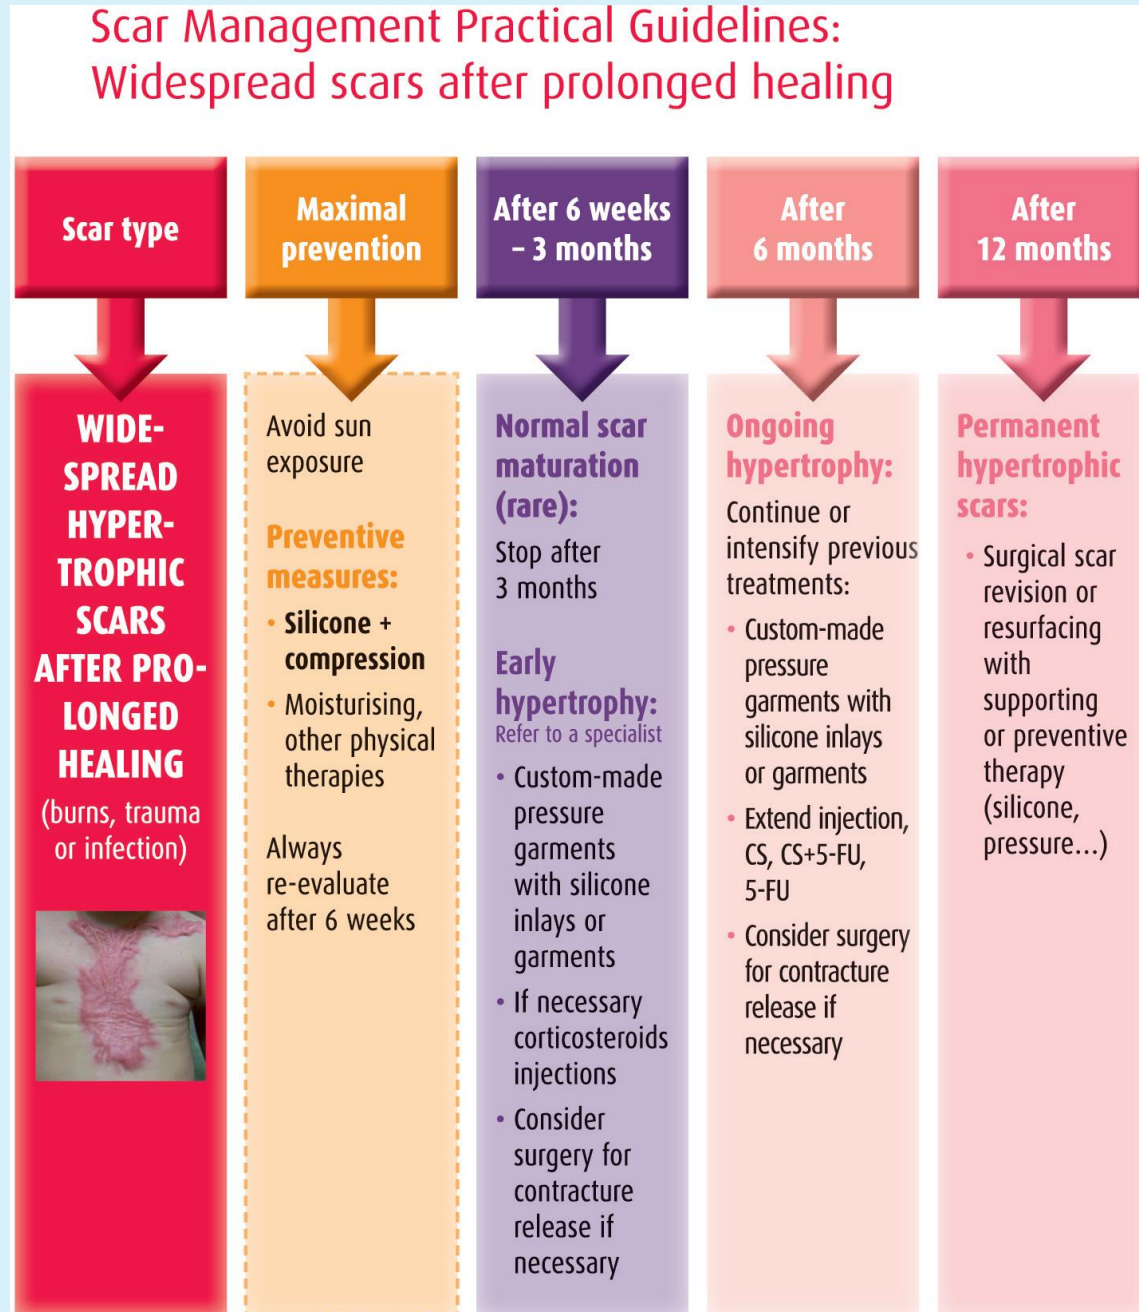 Scar Management Practical Guidelines:
Widespread scars after prolonged healing
Scar type
WIDE-
SPREAD
HYPER-
TROPHIC
SCARS
AFTER PRO-
LONGED
HEALING
(burns, trauma
or infection)
Maximal
prevention
Avoid sun
exposure
Preventive
measures:
• Silicone +
compression
• Moisturising,
other physical
therapies
Always
re-evaluate
after 6 weeks
After 6 weeks
– 3 months
Normal scar
maturation
(rare):
Stop after
3 months
Early
hypertrophy:
Refer to a specialist
• Custom-made
pressure
garments
with silicone
inlays or
garments
• If necessary
corticosteroids
injections
• Consider
surgery for
contracture
release if
necessary
After
6 months
Ongoing
hypertrophy:
Continue or
intensify previous
treatments:
• Custom-made
pressure
garments with
silicone inlays
or garments
• Extend injection,
CS, CS+5-FU,
5-FU
• Consider surgery
for contracture
release if
necessary
After
12 months
Permanent
hypertrophic
scars:
• Surgical scar
revision or
resurfacing
with
supporting
or preventive
therapy
(silicone,
pressure...)